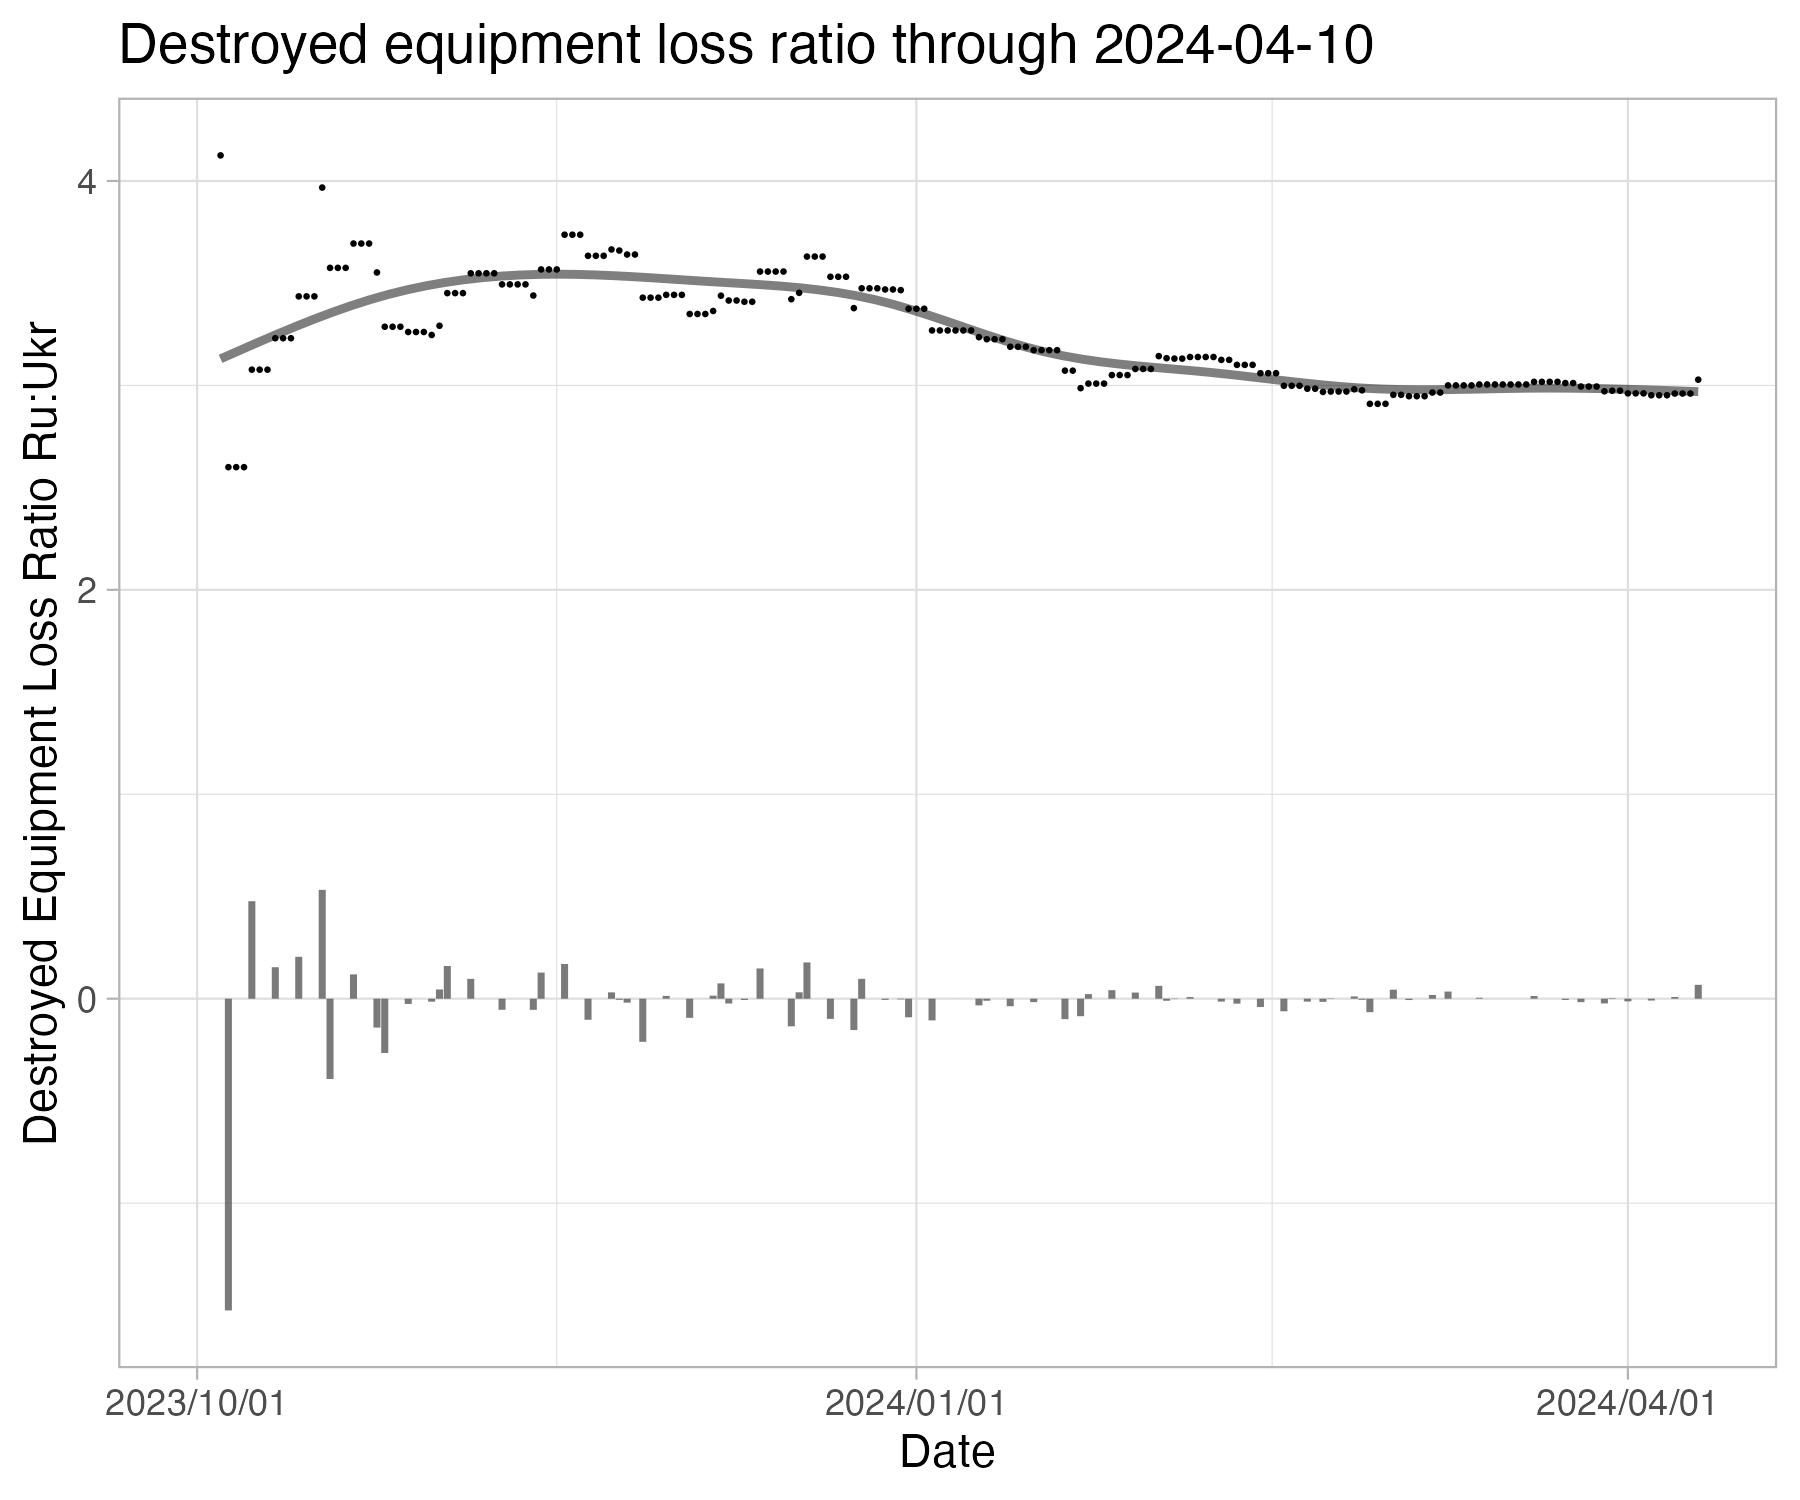 Destroyed equipment loss ratio through 2024-04-10
Destroyed Equipment Loss Ratio Ru:Ukr
4
2
0
2023/10/01
2024/01/01
2024/04/01
Date